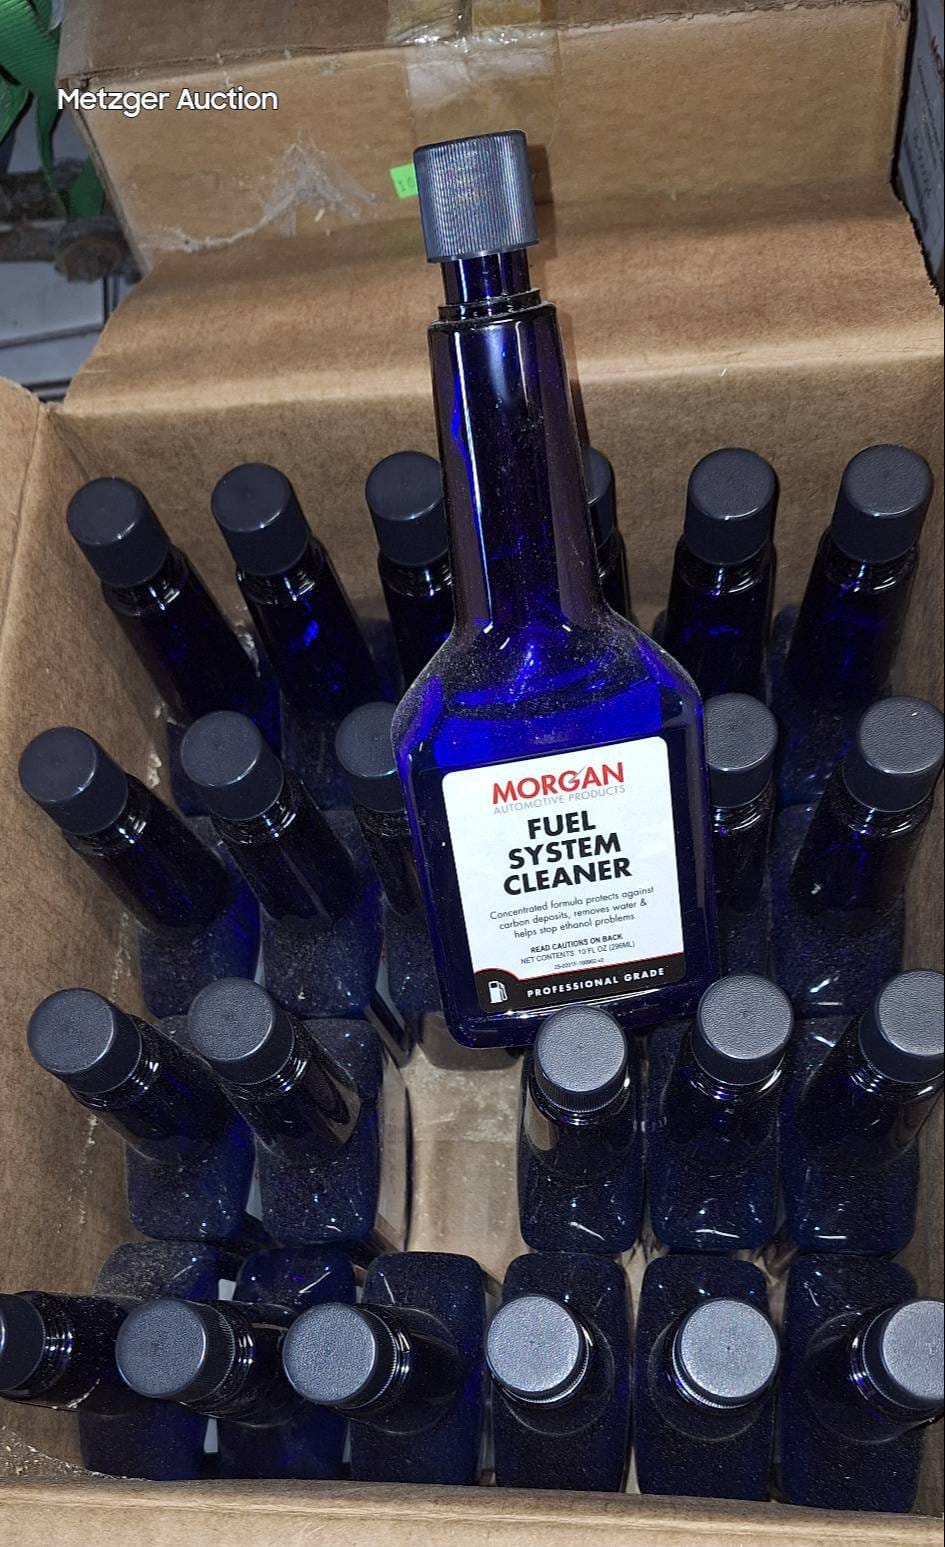 Metzger Auction
MORGAN
AUTOMOTIVE PRODUCTS
FUEL
SYSTEM
CLEANER
Concentrated formula protects against
carbon deposits, removes water &
helps stop ethanol problems
READ CAUTIONS ON BACK
NET CONTENTS: 10 FL OZ (296ML)
PROFESSIONAL GRADE